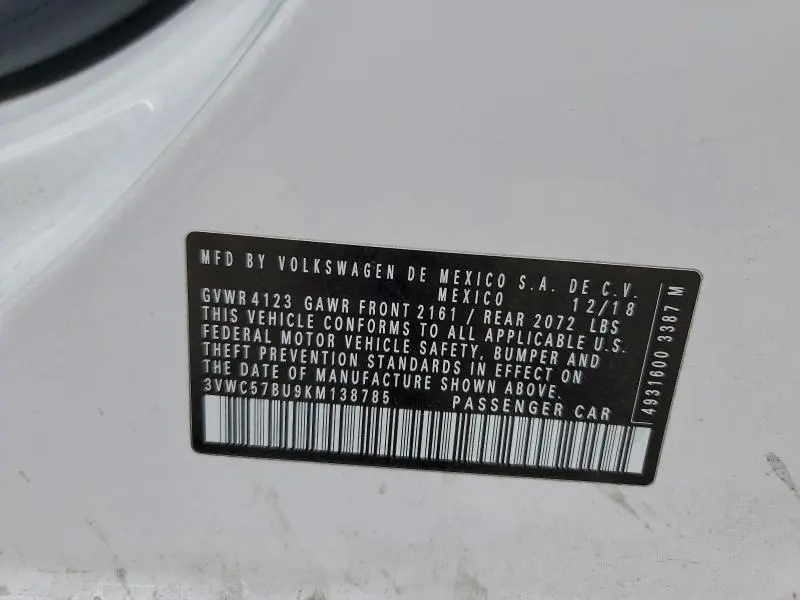 MFD BY VOLKSWAGEN DE MEXICO S.A. DE C.V.
MEXICO 12/18
GVWR 4123 GAWR FRONT 2161 / REAR 2072 LBS
THIS VEHICLE CONFORMS TO ALL APPLICABLE U.S.
FEDERAL MOTOR VEHICLE SAFETY, BUMPER AND
THEFT PREVENTION STANDARDS IN EFFECT ON
THE DATE OF MANUFACTURE SHOWN ABOVE.
3VWC57BU9KM138785 PASSENGER CAR
4931600 3387 M